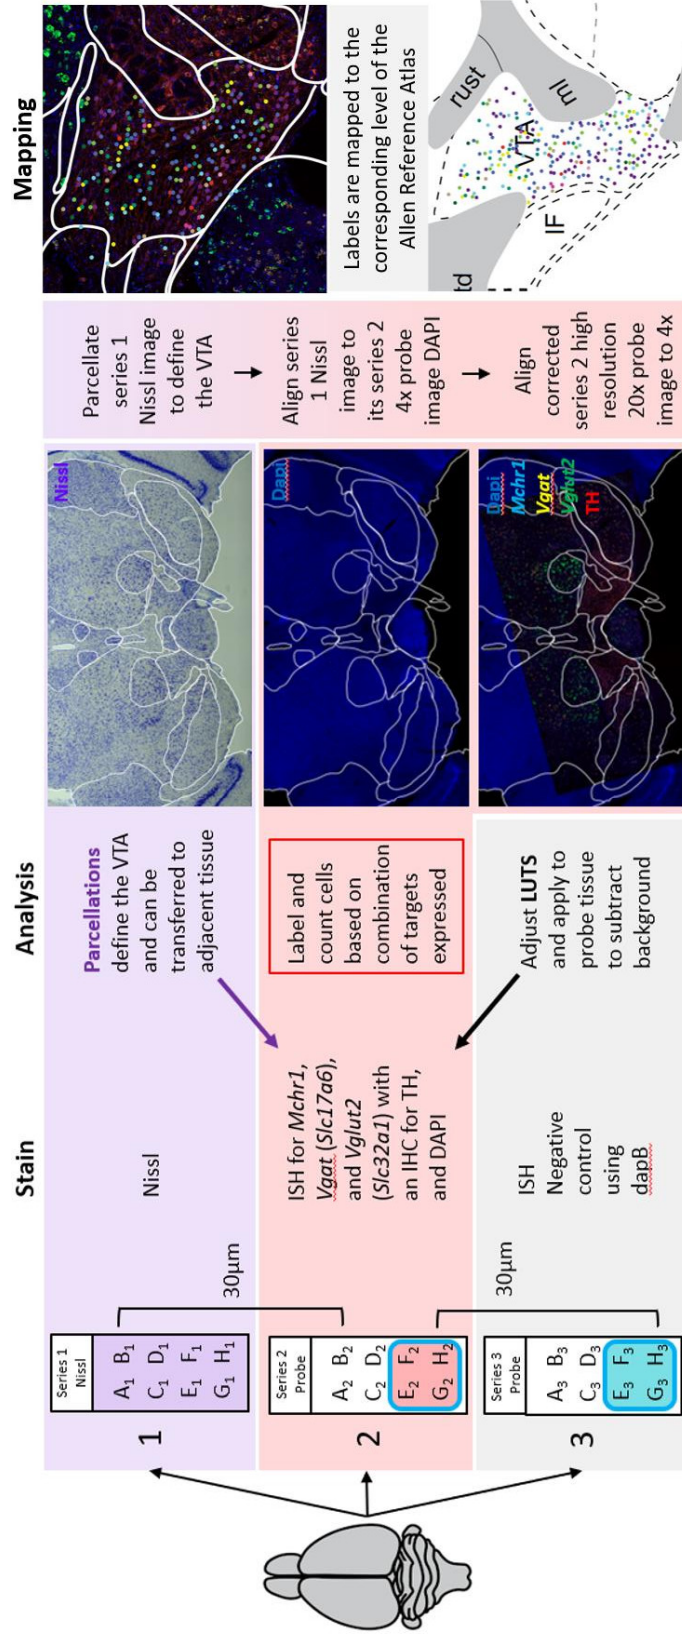 Stain
Analysis
Mapping
1
Series 1
Nissl
A₁ B₁
C₁ D₁
E₁ F₁
G₁ H₁
30µm
Nissl
Parcellations
define the VTA
and can be
transferred to
adjacent tissue
Nissl
Parcellate
series 1
Nissl image
to define
the VTA
2
Series 2
Probe
A₂ B₂
C₂ D₂
E₂ F₂
G₂ H₂
30µm
ISH for Mchr1,
Vgat (Slc17a6),
and Vglut2
(Slc32a1) with
an IHC for TH,
and DAPI
Label and
count cells
based on
combination
of targets
expressed
Dapi
Align series
1 Nissl
image to
its series 2
4x probe
image DAPI
3
Series 3
Probe
A₃ B₃
C₃ D₃
E₃ F₃
G₃ H₃
ISH
Negative
control
using
dapB
Adjust LUTS
and apply to
probe tissue
to subtract
background
Dapi
Mchr1
Vgat
Vglut2
TH
Align
corrected
series 2 high
resolution
20x probe
image to 4x
Labels are mapped to the
corresponding level of the
Allen Reference Atlas
td
rust
ml
VTA
IF